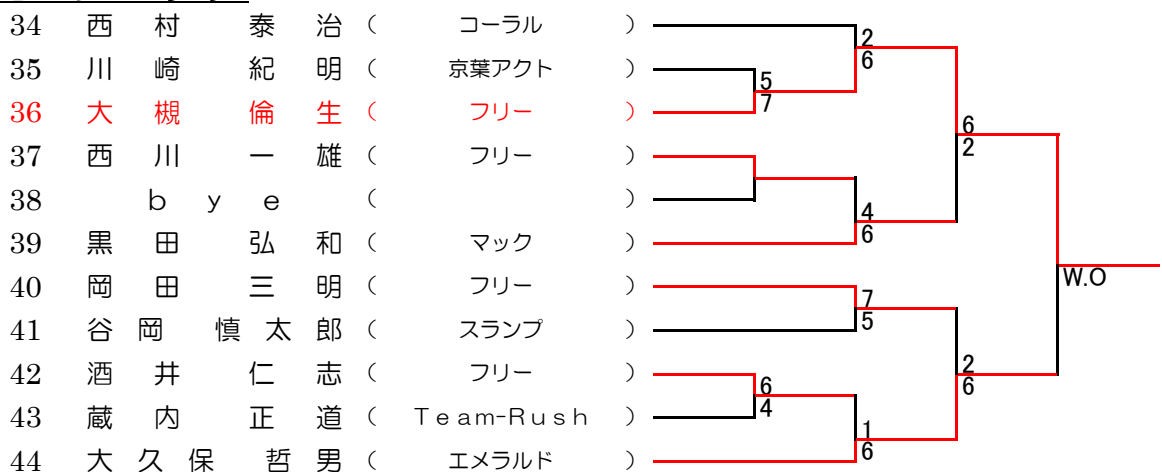 34 西村 泰治 ( コーラル )
35 川崎 紀明 ( 京葉アクト )
36 大槻 倫生 ( フリー )
37 西川 一雄 ( フリー )
38 bye ( )
39 黒田 弘和 ( マック )
40 岡田 三明 ( フリー )
41 谷岡 慎太郎 ( スランプ )
42 酒井 仁志 ( フリー )
43 蔵内 正道 ( Team-Rush )
44 大久保 哲男 ( エメラルド )
2
6
5
7
6
2
4
6
W.O
7
5
2
6
6
4
1
6